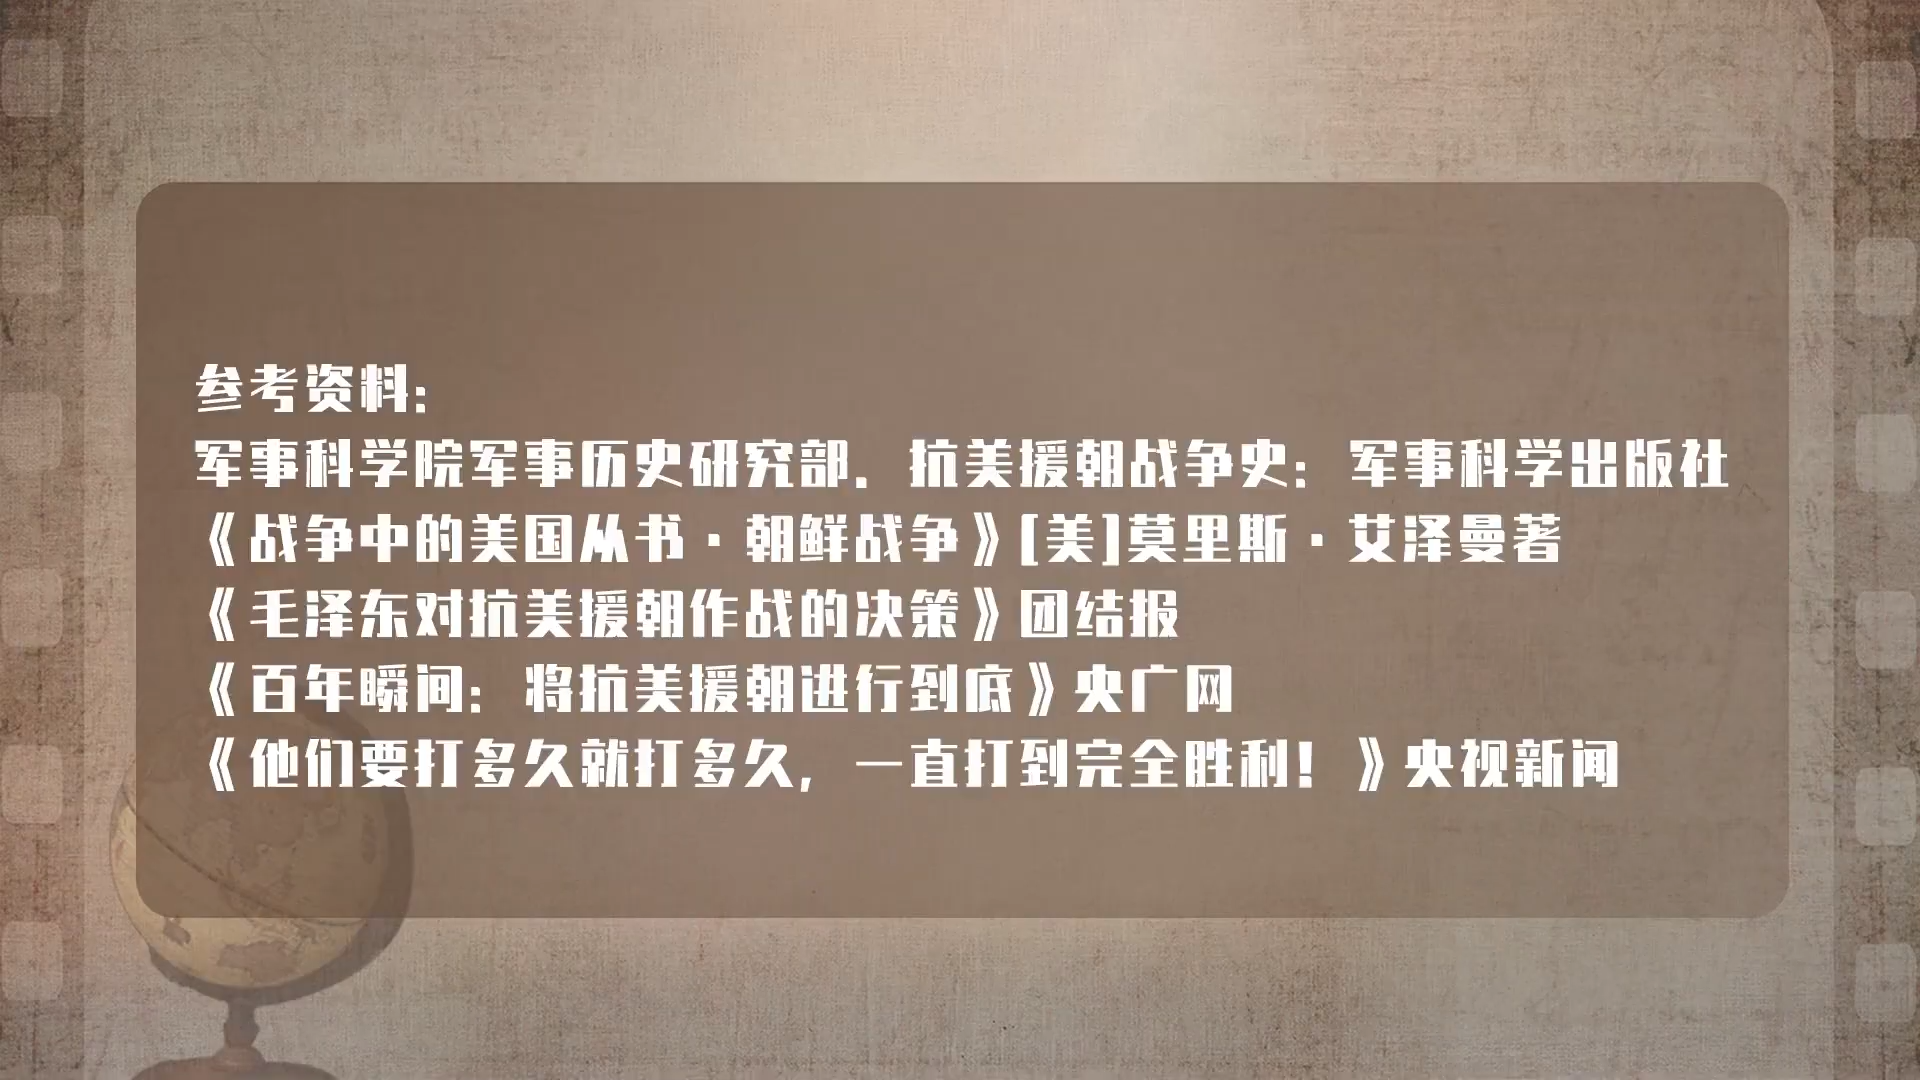 参考资料：
军事科学院军事历史研究部．抗美援朝战争史：军事科学出版社
《战争中的美国从书·朝鲜战争》[美]莫里斯·艾泽曼著
《毛泽东对抗美援朝作战的决策》团结报
《百年瞬间：将抗美援朝进行到底》央广网
《他们要打多久就打多久，一直打到完全胜利！》央视新闻